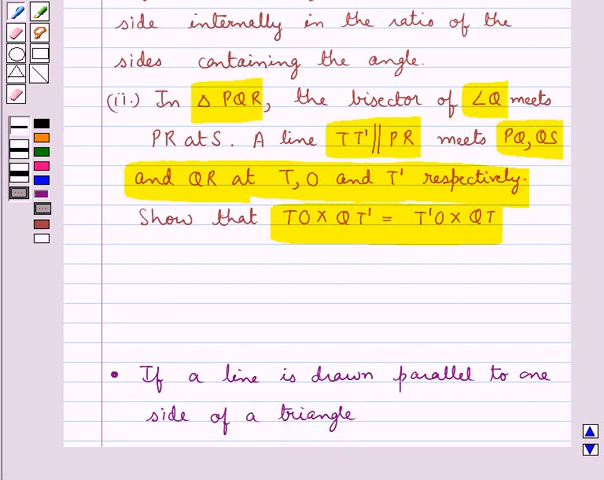 side internally in the ratio of the
sides containing the angle.
(ii.) In △ PQR, the bisector of ∠Q meets
PR at S. A line TT'||PR meets PQ, QS
and QR at T, O and T' respectively.
Show that TO X QT' = T'O X QT
• If a line is drawn parallel to one
side of a triangle